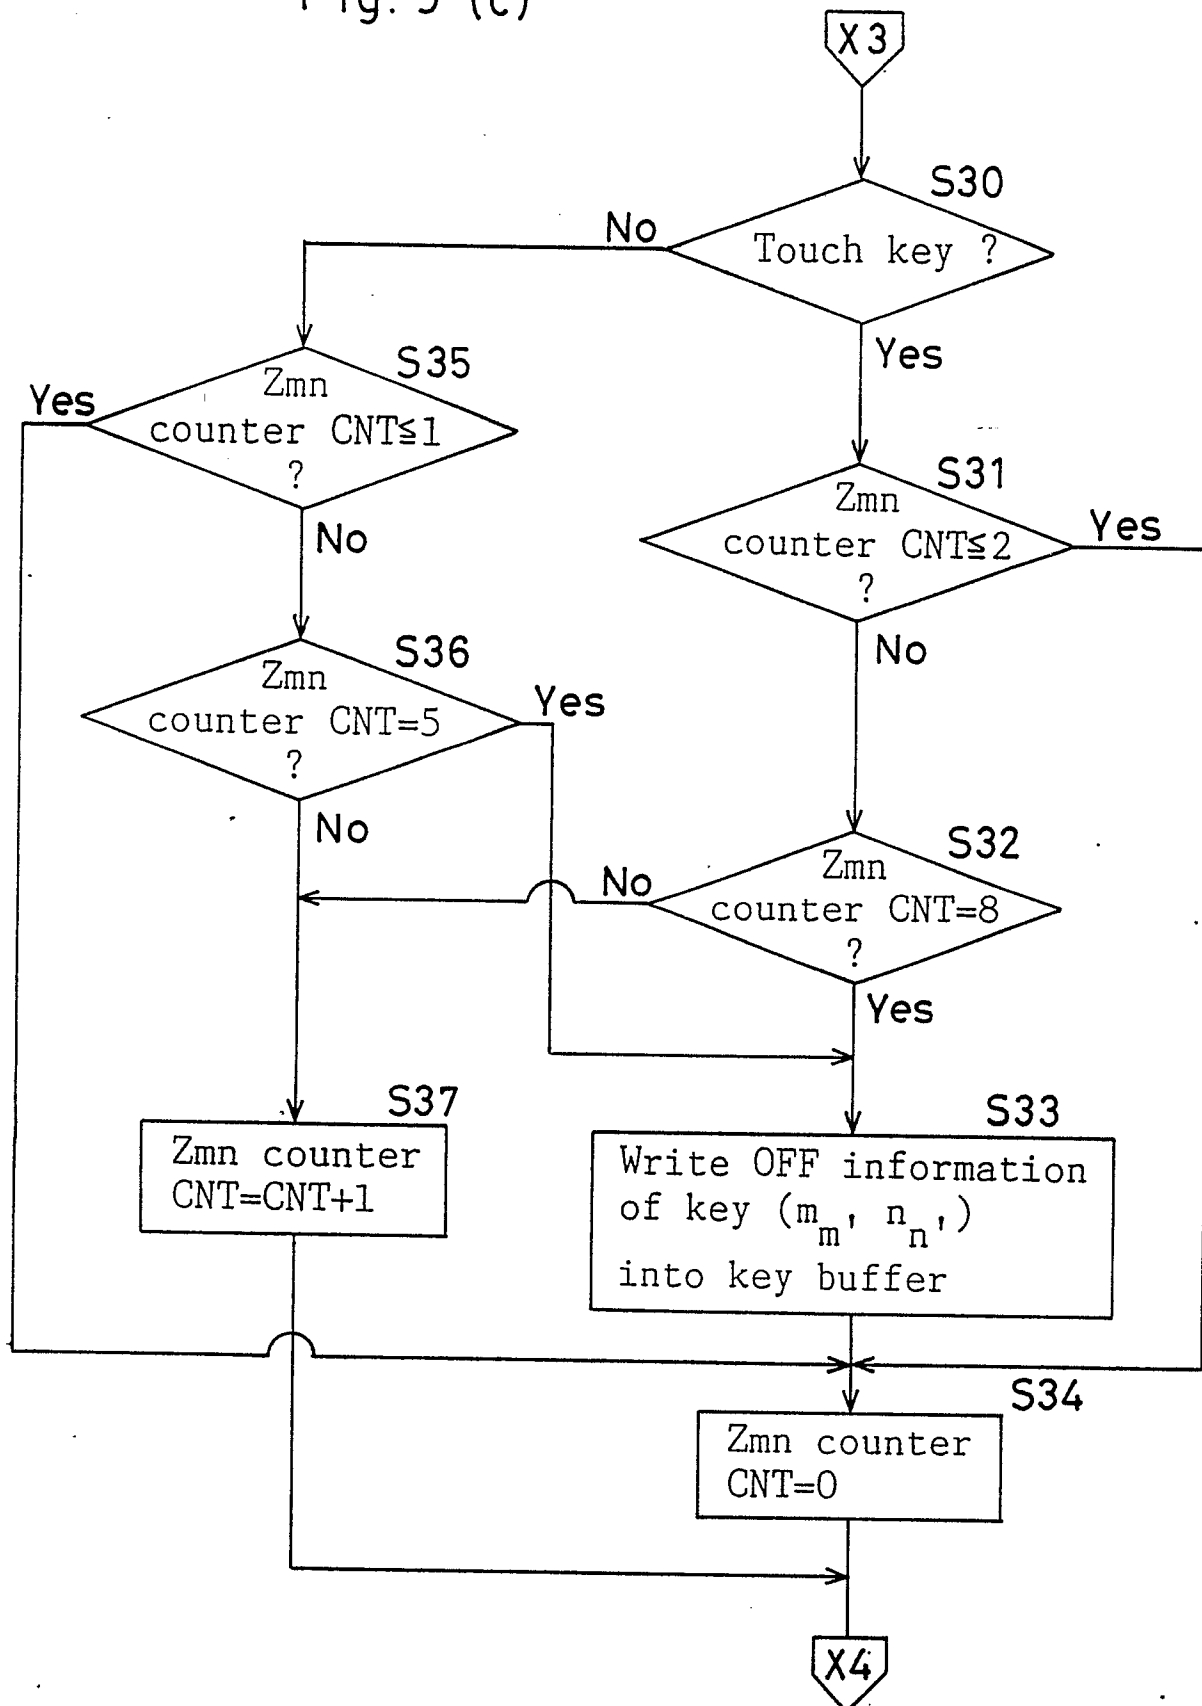 Fig. 5 (c)
X3
S30
Touch key ?
No
Yes
S35
Zmn
counter CNT≦1
?
Yes
No
S31
Zmn
counter CNT≦2
?
Yes
No
S36
Zmn
counter CNT=5
?
Yes
No
S32
Zmn
counter CNT=8
?
No
Yes
S37
Zmn counter
CNT=CNT+1
S33
Write OFF information
of key (m_m', n_n')
into key buffer
S34
Zmn counter
CNT=0
X4